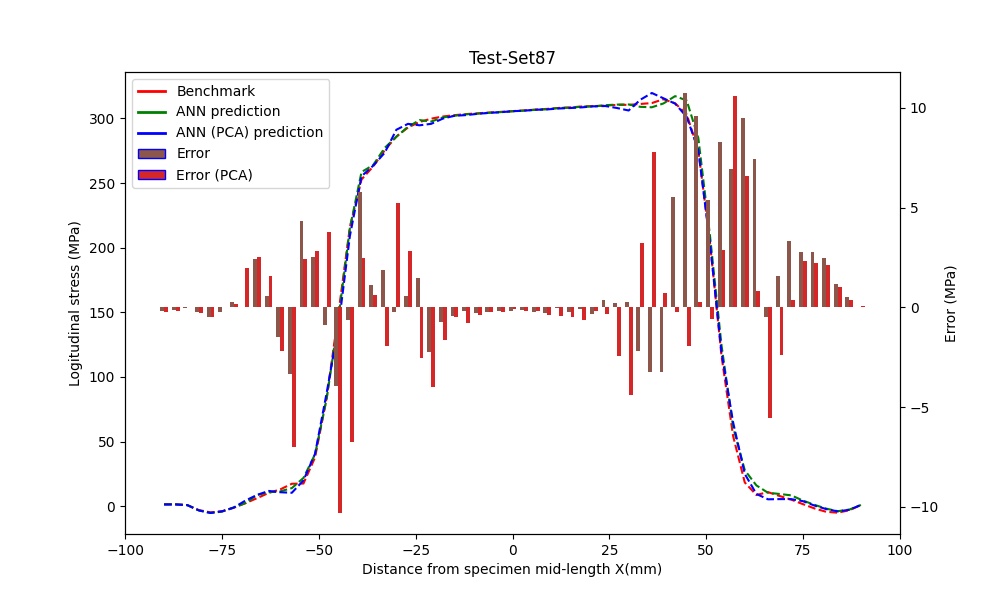 Test-Set87
Benchmark
ANN prediction
ANN (PCA) prediction
Error
Error (PCA)
300
250
200
150
100
50
0
10
5
0
−5
−10
−100
−75
−50
−25
0
25
50
75
100
Logitudinal stress (MPa)
Error (MPa)
Distance from specimen mid-length X(mm)